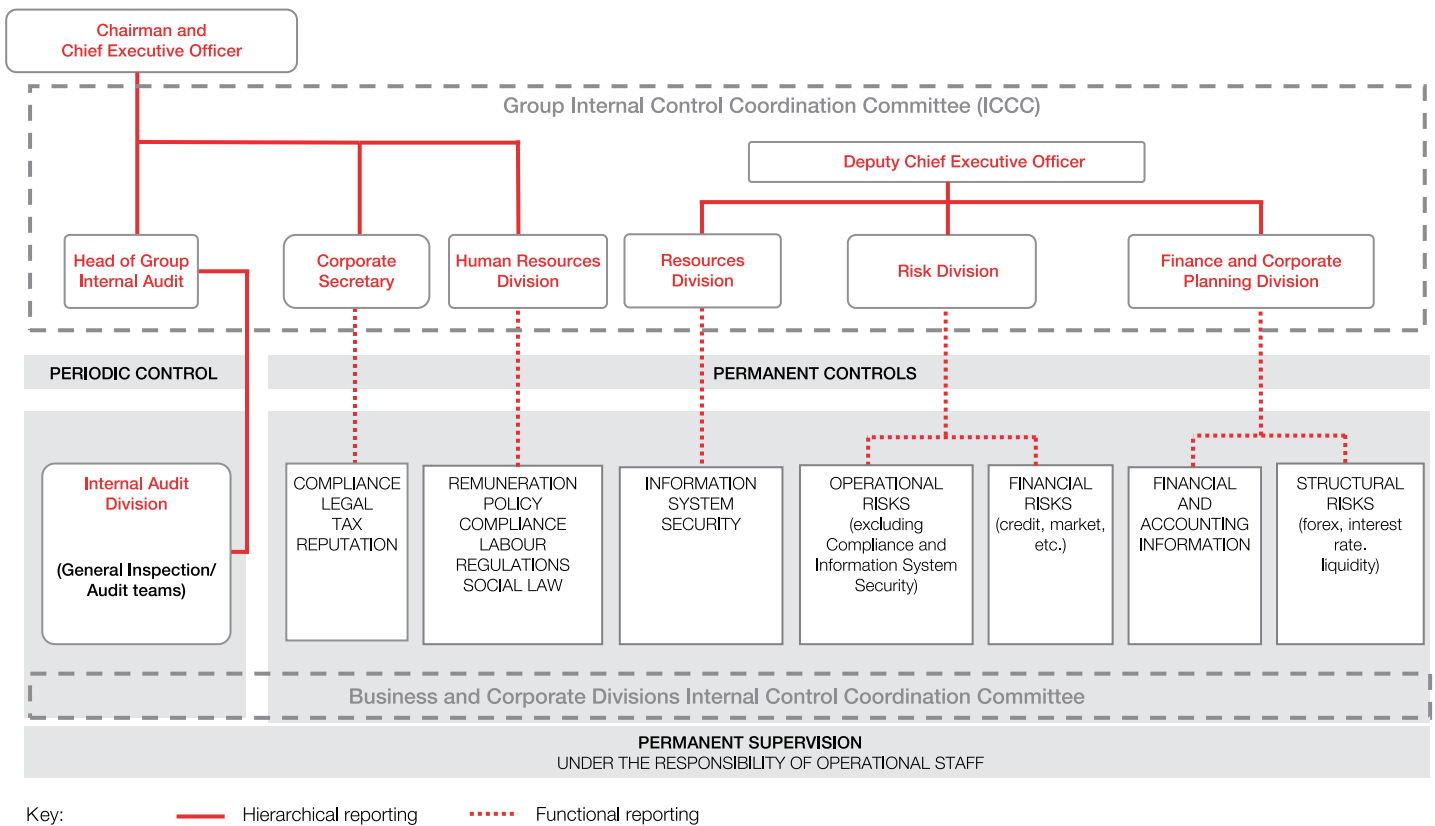 Chairman and
Chief Executive Officer
Group Internal Control Coordination Committee (ICCC)
Deputy Chief Executive Officer
Head of Group
Internal Audit
Corporate
Secretary
Human Resources
Division
Resources
Division
Risk Division
Finance and Corporate
Planning Division
PERIODIC CONTROL
PERMANENT CONTROLS
Internal Audit
Division
(General Inspection/
Audit teams)
COMPLIANCE
LEGAL
TAX
REPUTATION
REMUNERATION
POLICY
COMPLIANCE
LABOUR
REGULATIONS
SOCIAL LAW
INFORMATION
SYSTEM
SECURITY
OPERATIONAL
RISKS
(excluding
Compliance and
Information System
Security)
FINANCIAL
RISKS
(credit, market,
etc.)
FINANCIAL
AND
ACCOUNTING
INFORMATION
STRUCTURAL
RISKS
(forex, interest
rate.
liquidity)
Business and Corporate Divisions Internal Control Coordination Committee
PERMANENT SUPERVISION
UNDER THE RESPONSIBILITY OF OPERATIONAL STAFF
Key:
Hierarchical reporting
Functional reporting